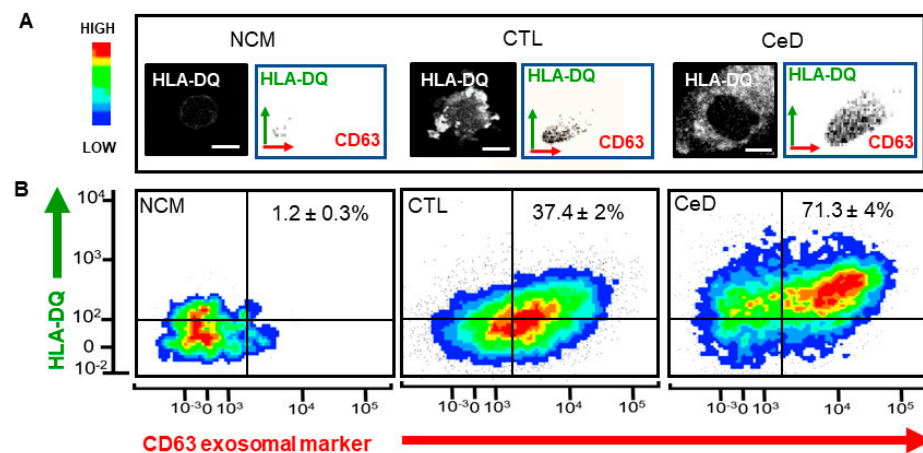 A
HIGH
LOW
NCM
CTL
CeD
HLA-DQ
HLA-DQ
CD63
HLA-DQ
HLA-DQ
CD63
HLA-DQ
HLA-DQ
CD63
B
HLA-DQ
10⁴
10³
10²
0
10⁻²
NCM
1.2 ± 0.3%
CTL
37.4 ± 2%
CeD
71.3 ± 4%
10⁻³ 0 10³ 10⁴ 10⁵
10⁻³ 0 10³ 10⁴ 10⁵
10⁻³ 0 10³ 10⁴ 10⁵
CD63 exosomal marker